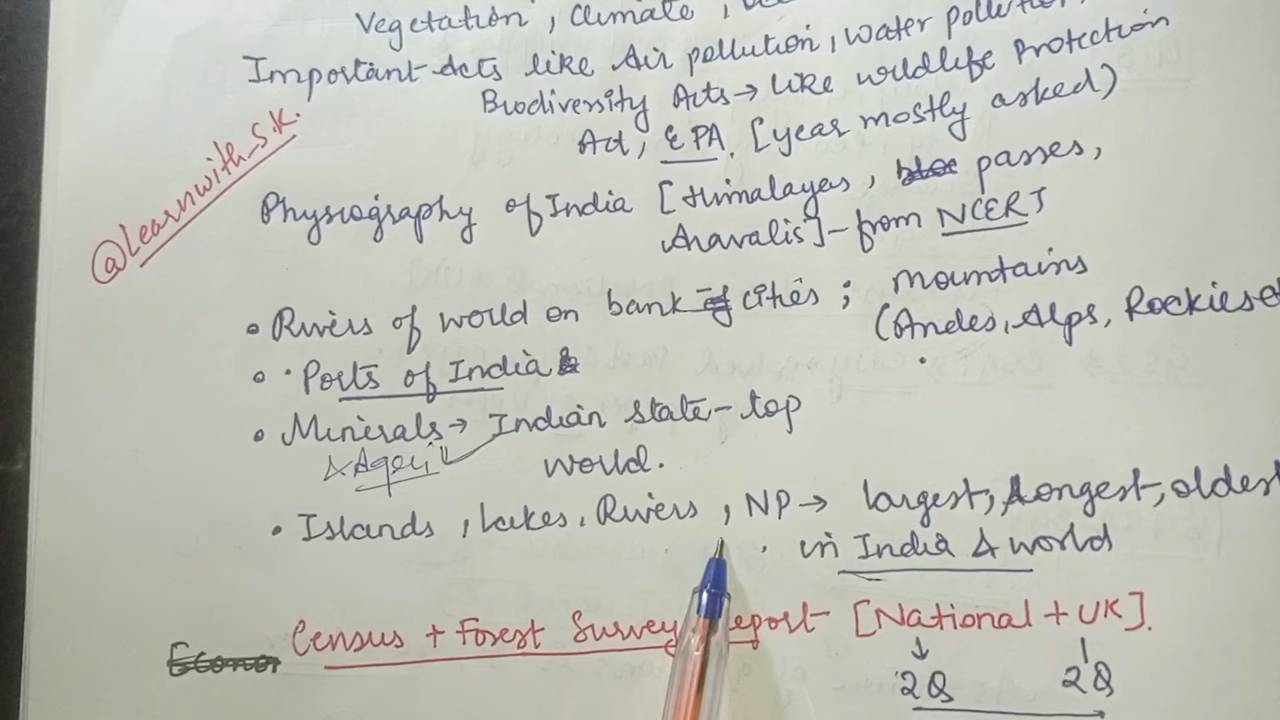 Vegetation, Climate,
Important Acts like Air pollution, Water pollution,
Biodiversity Acts → like wildlife Protection
Act, EPA. [year mostly asked)
@Learnwith_S.K.
Physiography of India [Himalayas, passes,
Aravalis] - from NCERT
• Rivers of world on bank of cities; mountains
(Andes, Alps, Rockies
• • Ports of India
• Minerals → Indian state - top
& Agri world.
• Islands, Lakes, Rivers, NP → largest, longest, oldest
in India & world
Econo Census + Forest Survey Report [National + UK].
↓
2Q 2Q